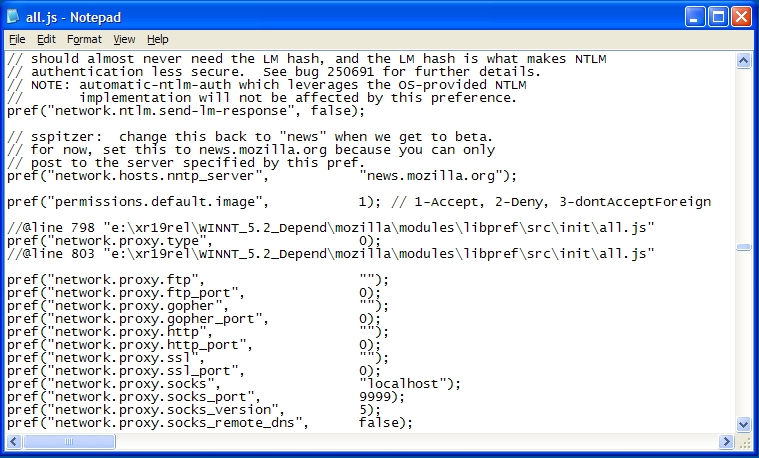 all.js - Notepad
File Edit Format View Help
// should almost never need the LM hash, and the LM hash is what makes NTLM
// authentication less secure.  See bug 250691 for further details.
// NOTE: automatic-ntlm-auth which leverages the OS-provided NTLM
//       implementation will not be affected by this preference.
pref("network.ntlm.send-lm-response", false);
// sspitzer:  change this back to "news" when we get to beta.
// for now, set this to news.mozilla.org because you can only
// post to the server specified by this pref.
pref("network.hosts.nntp_server",           "news.mozilla.org");
pref("permissions.default.image",           1); // 1-Accept, 2-Deny, 3-dontAcceptForeign
//@line 798 "e:\xr19rel\WINNT_5.2_Depend\mozilla\modules\libpref\src\init\all.js"
pref("network.proxy.type",                  0);
//@line 803 "e:\xr19rel\WINNT_5.2_Depend\mozilla\modules\libpref\src\init\all.js"
pref("network.proxy.ftp",                   "");
pref("network.proxy.ftp_port",              0);
pref("network.proxy.gopher",                "");
pref("network.proxy.gopher_port",           0);
pref("network.proxy.http",                  "");
pref("network.proxy.http_port",             0);
pref("network.proxy.ssl",                   "");
pref("network.proxy.ssl_port",              0);
pref("network.proxy.socks",                 "localhost");
pref("network.proxy.socks_port",            9999);
pref("network.proxy.socks_version",         5);
pref("network.proxy.socks_remote_dns",      false);